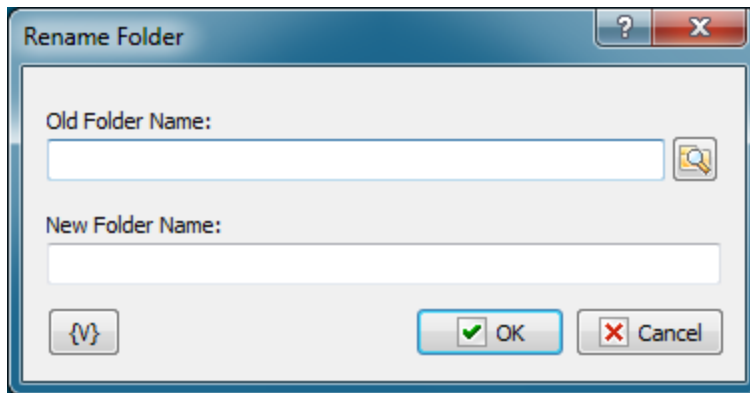 Rename Folder
?
Old Folder Name:
New Folder Name:
{V}
OK
Cancel